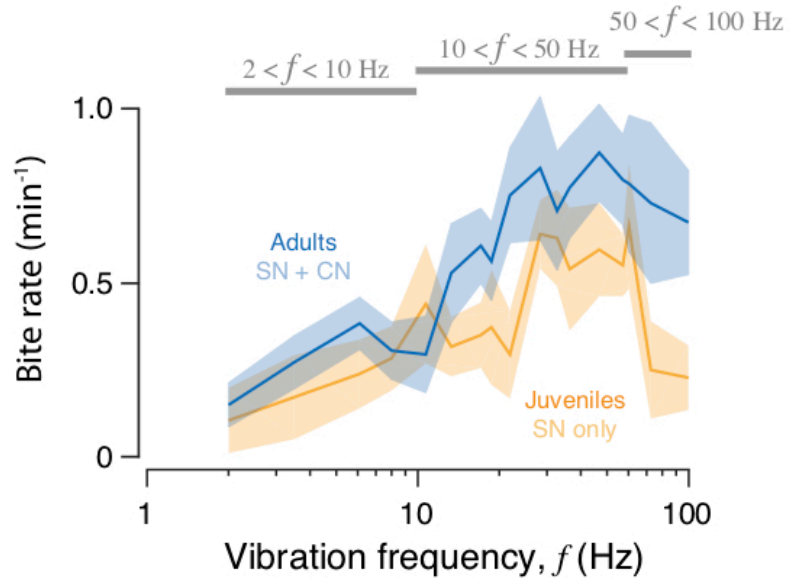 50 < f < 100 Hz
10 < f < 50 Hz
2 < f < 10 Hz
1.0
0.5
0
Bite rate (min⁻¹)
Adults
SN + CN
Juveniles
SN only
1
10
100
Vibration frequency, f (Hz)